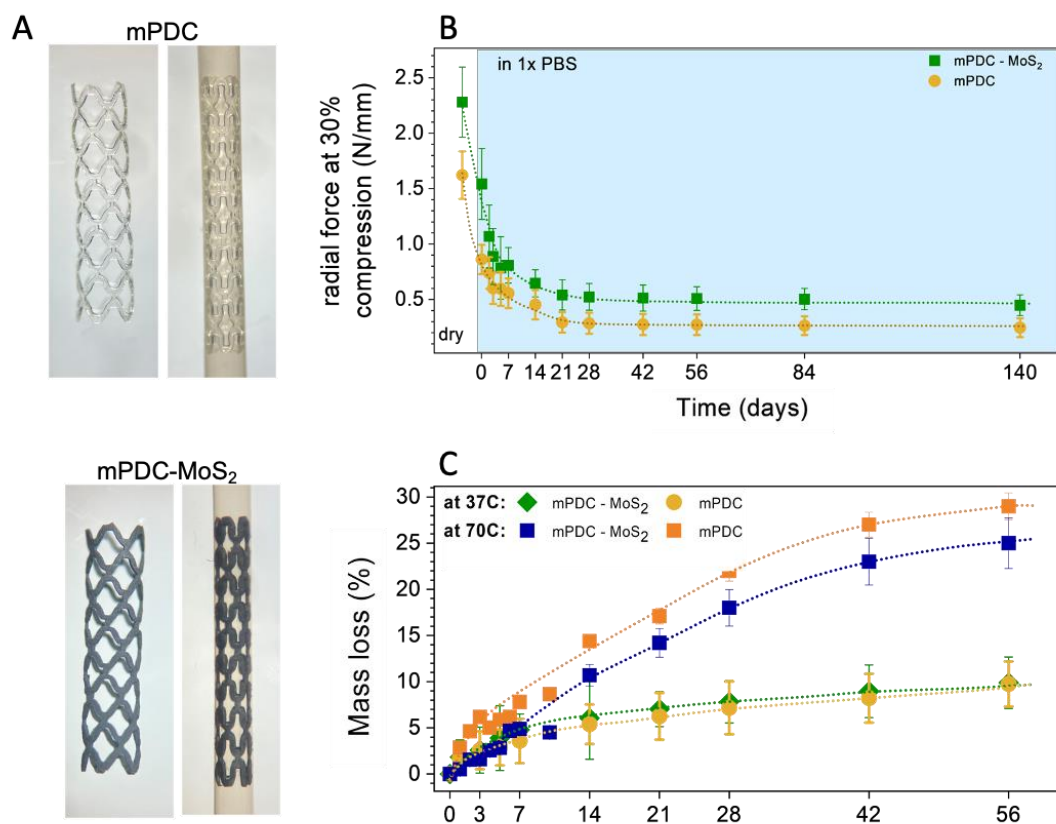 A
mPDC
mPDC-MoS₂
B
in 1x PBS
mPDC - MoS₂
mPDC
radial force at 30%
compression (N/mm)
2.5
2.0
1.5
1.0
0.5
dry
0 7 14 21 28 42 56 84 140
Time (days)
C
at 37C: mPDC - MoS₂ mPDC
at 70C: mPDC - MoS₂ mPDC
Mass loss (%)
30
25
20
15
10
5
0
0 3 7 14 21 28 42 56